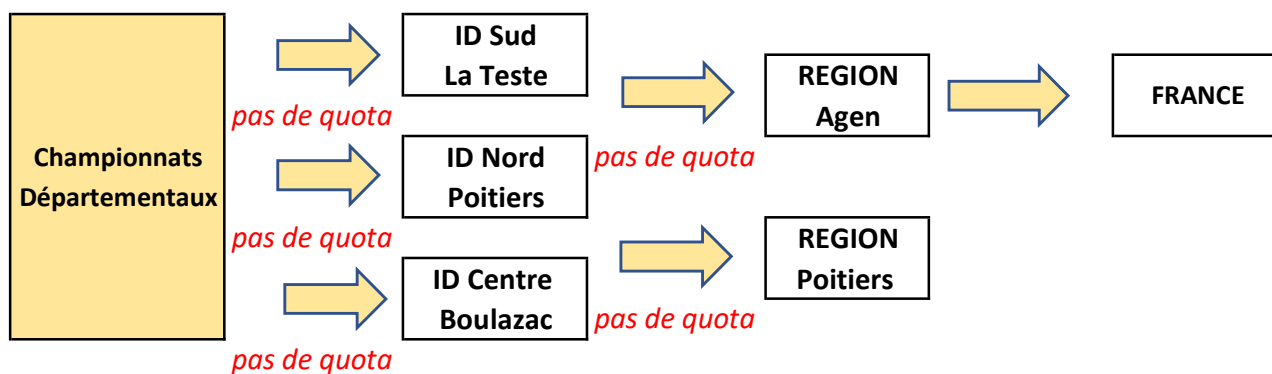 Championnats
Départementaux
pas de quota
pas de quota
pas de quota
ID Sud
La Teste
ID Nord
Poitiers
ID Centre
Boulazac
pas de quota
pas de quota
REGION
Agen
REGION
Poitiers
FRANCE